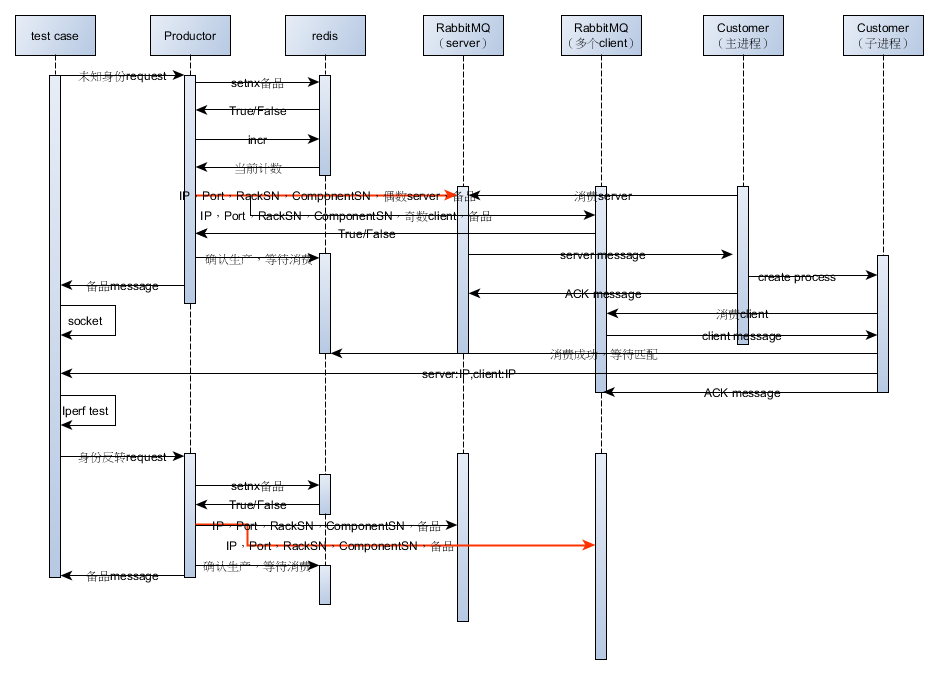 test case
Productor
redis
RabbitMQ
（server）
RabbitMQ
（多个client）
Customer
（主进程）
Customer
（子进程）
未知身份request
setnx备品
True/False
incr
当前计数
IP，Port，RackSN，ComponentSN，偶数server，备品
消费server
IP，Port，RackSN，ComponentSN，奇数client，备品
True/False
server message
确认生产，等待消费
create process
备品message
ACK message
消费client
socket
client message
消费成功，等待匹配
server:IP,client:IP
ACK message
Iperf test
身份反转request
setnx备品
True/False
IP，Port，RackSN，ComponentSN，备品
IP，Port，RackSN，ComponentSN，备品
确认生产，等待消费
备品message